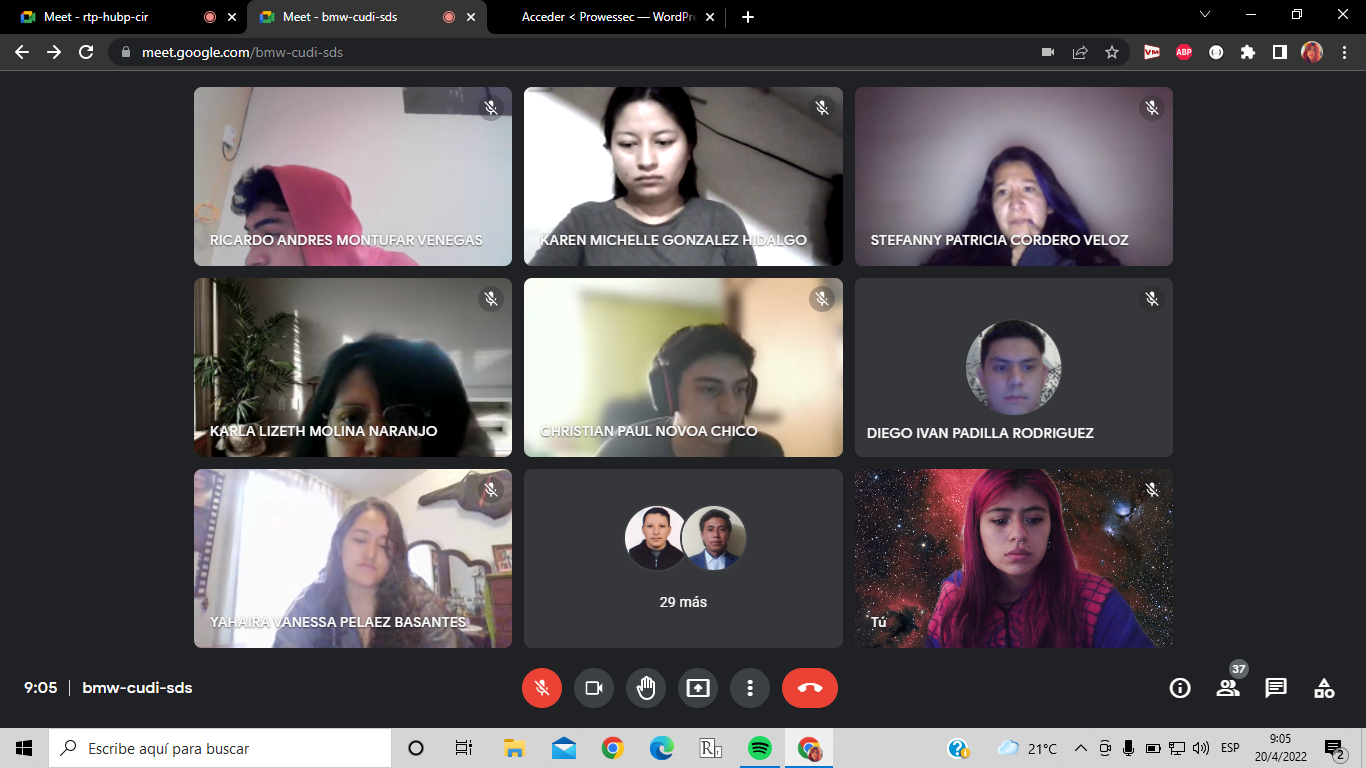 Meet - rtp-hubp-cir
Meet - bmw-cudi-sds
Acceder < Prowessec — WordPre
meet.google.com/bmw-cudi-sds
VM
ABP
RICARDO ANDRES MONTUFAR VENEGAS
KAREN MICHELLE GONZALEZ HIDALGO
STEFANNY PATRICIA CORDERO VELOZ
KARLA LIZETH MOLINA NARANJO
CHRISTIAN PAUL NOVOA CHICO
DIEGO IVAN PADILLA RODRIGUEZ
YAHAIRA VANESSA PELAEZ BASANTES
29 más
Tú
9:05 | bmw-cudi-sds
37
Escribe aquí para buscar
21°C
ESP
9:05
20/4/2022
2